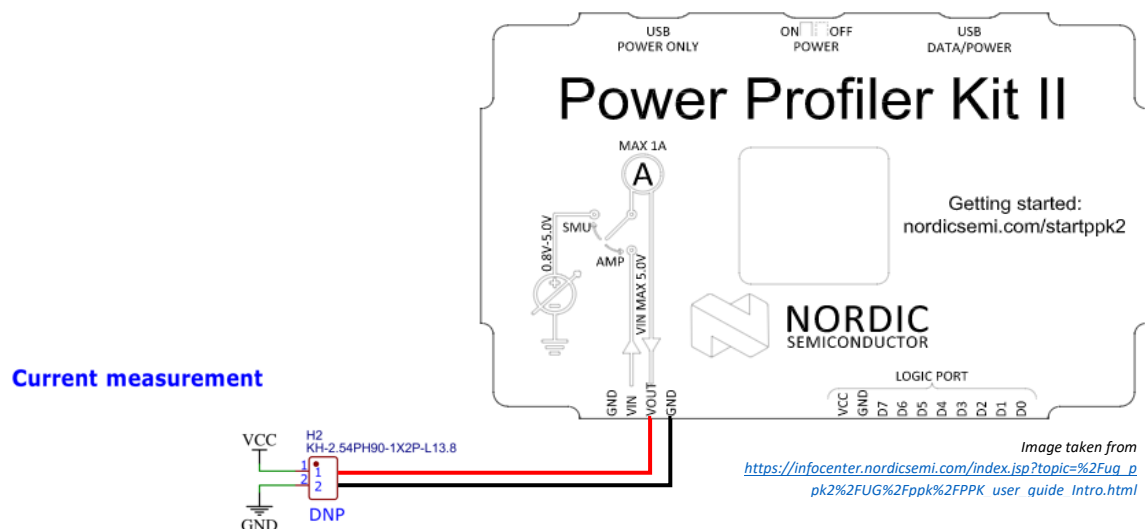 USB
POWER ONLY
ON OFF
POWER
USB
DATA/POWER
Power Profiler Kit II
MAX 1A
A
SMU
AMP
0.8V-5.0V
VIN MAX 5.0V
Getting started:
nordicsemi.com/startppk2
NORDIC
SEMICONDUCTOR
LOGIC PORT
GND
VIN
VOUT
GND
VCC
GND
D7
D6
D5
D4
D3
D2
D1
D0
Current measurement
VCC
H2
KH-2.54PH90-1X2P-L13.8
1
2
1
2
GND
DNP
Image taken from
https://infocenter.nordicsemi.com/index.jsp?topic=%2Fug_p
pk2%2FUG%2Fppk%2FPPK_user_guide_Intro.html